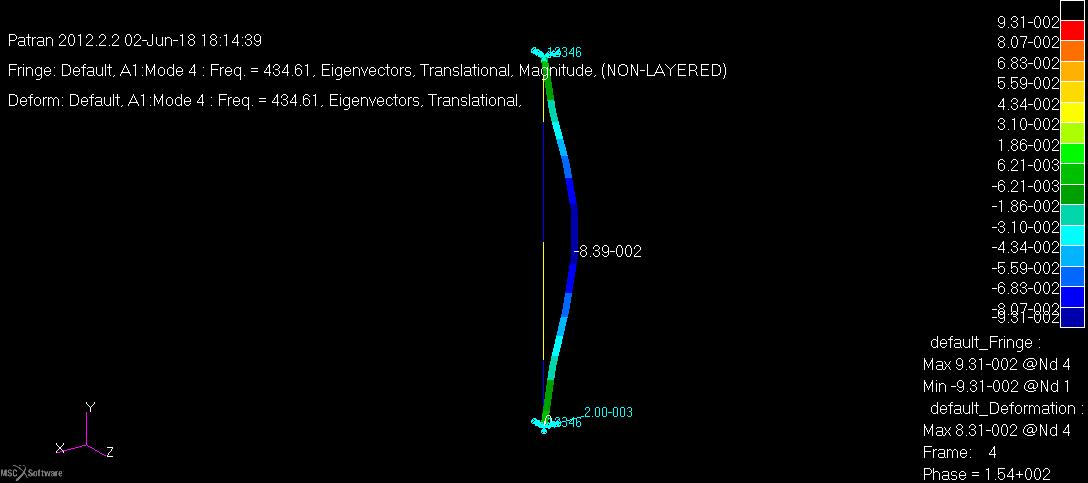 Patran 2012.2.2 02-Jun-18 18:14:39
Fringe: Default, A1:Mode 4 : Freq. = 434.61, Eigenvectors, Translational, Magnitude, (NON-LAYERED)
Deform: Default, A1:Mode 4 : Freq. = 434.61, Eigenvectors, Translational,
12346
-8.39-002
-2.00-003
12346
9.31-002
8.07-002
6.83-002
5.59-002
4.34-002
3.10-002
1.86-002
6.21-003
-6.21-003
-1.86-002
-3.10-002
-4.34-002
-5.59-002
-6.83-002
-8.07-002
-9.31-002
default_Fringe :
Max 9.31-002 @Nd 4
Min -9.31-002 @Nd 1
default_Deformation :
Max 8.31-002 @Nd 4
Frame: 4
Phase = 1.54+002
Y
X
Z
MSC Software